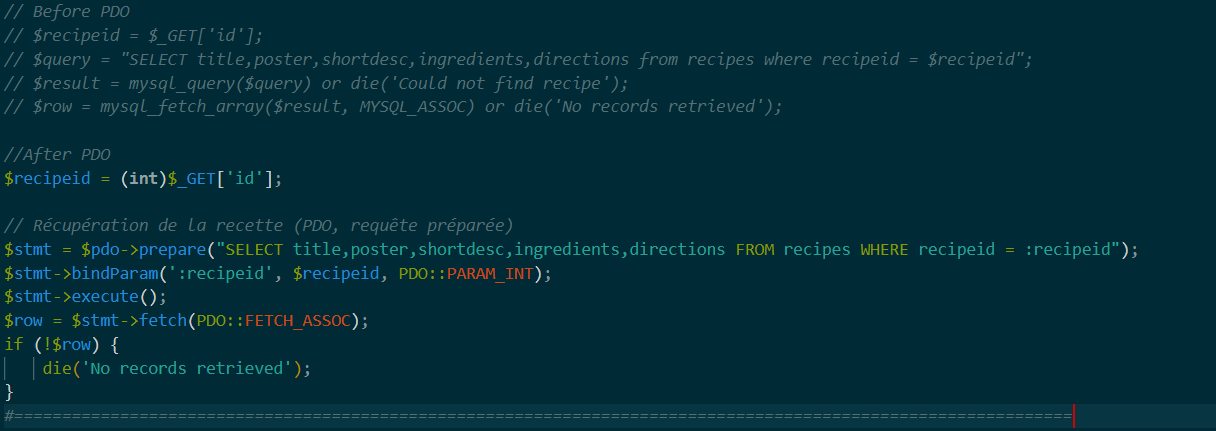 // Before PDO
// $recipeid = $_GET['id'];
// $query = "SELECT title,poster,shortdesc,ingredients,directions from recipes where recipeid = $recipeid";
// $result = mysql_query($query) or die('Could not find recipe');
// $row = mysql_fetch_array($result, MYSQL_ASSOC) or die('No records retrieved');
//After PDO
$recipeid = (int)$_GET['id'];
// Récupération de la recette (PDO, requête préparée)
$stmt = $pdo->prepare("SELECT title,poster,shortdesc,ingredients,directions FROM recipes WHERE recipeid = :recipeid");
$stmt->bindParam(':recipeid', $recipeid, PDO::PARAM_INT);
$stmt->execute();
$row = $stmt->fetch(PDO::FETCH_ASSOC);
if (!$row) {
die('No records retrieved');
}
#==============================================================================================================